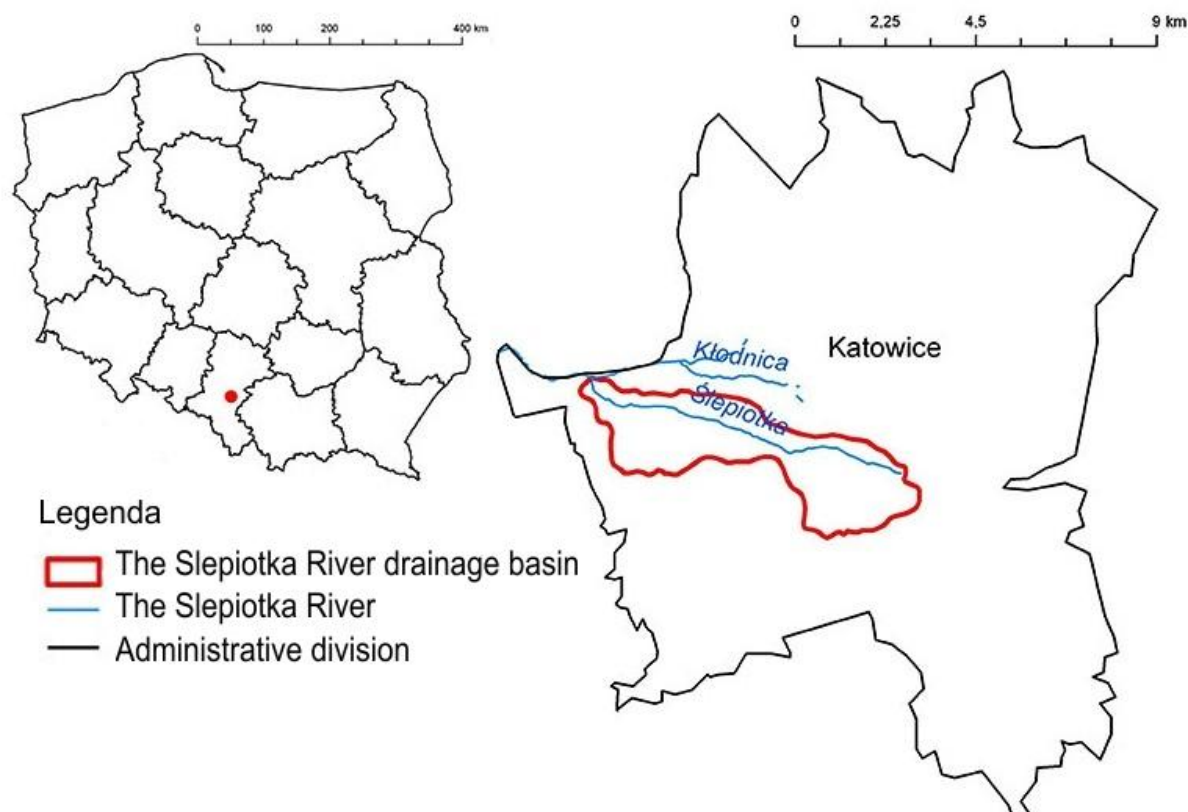 0 100 200 400 km
0 2,25 4,5 9 km
Kłodnica
Katowice
Ślepiotka
Legenda
The Slepiotka River drainage basin
The Slepiotka River
Administrative division